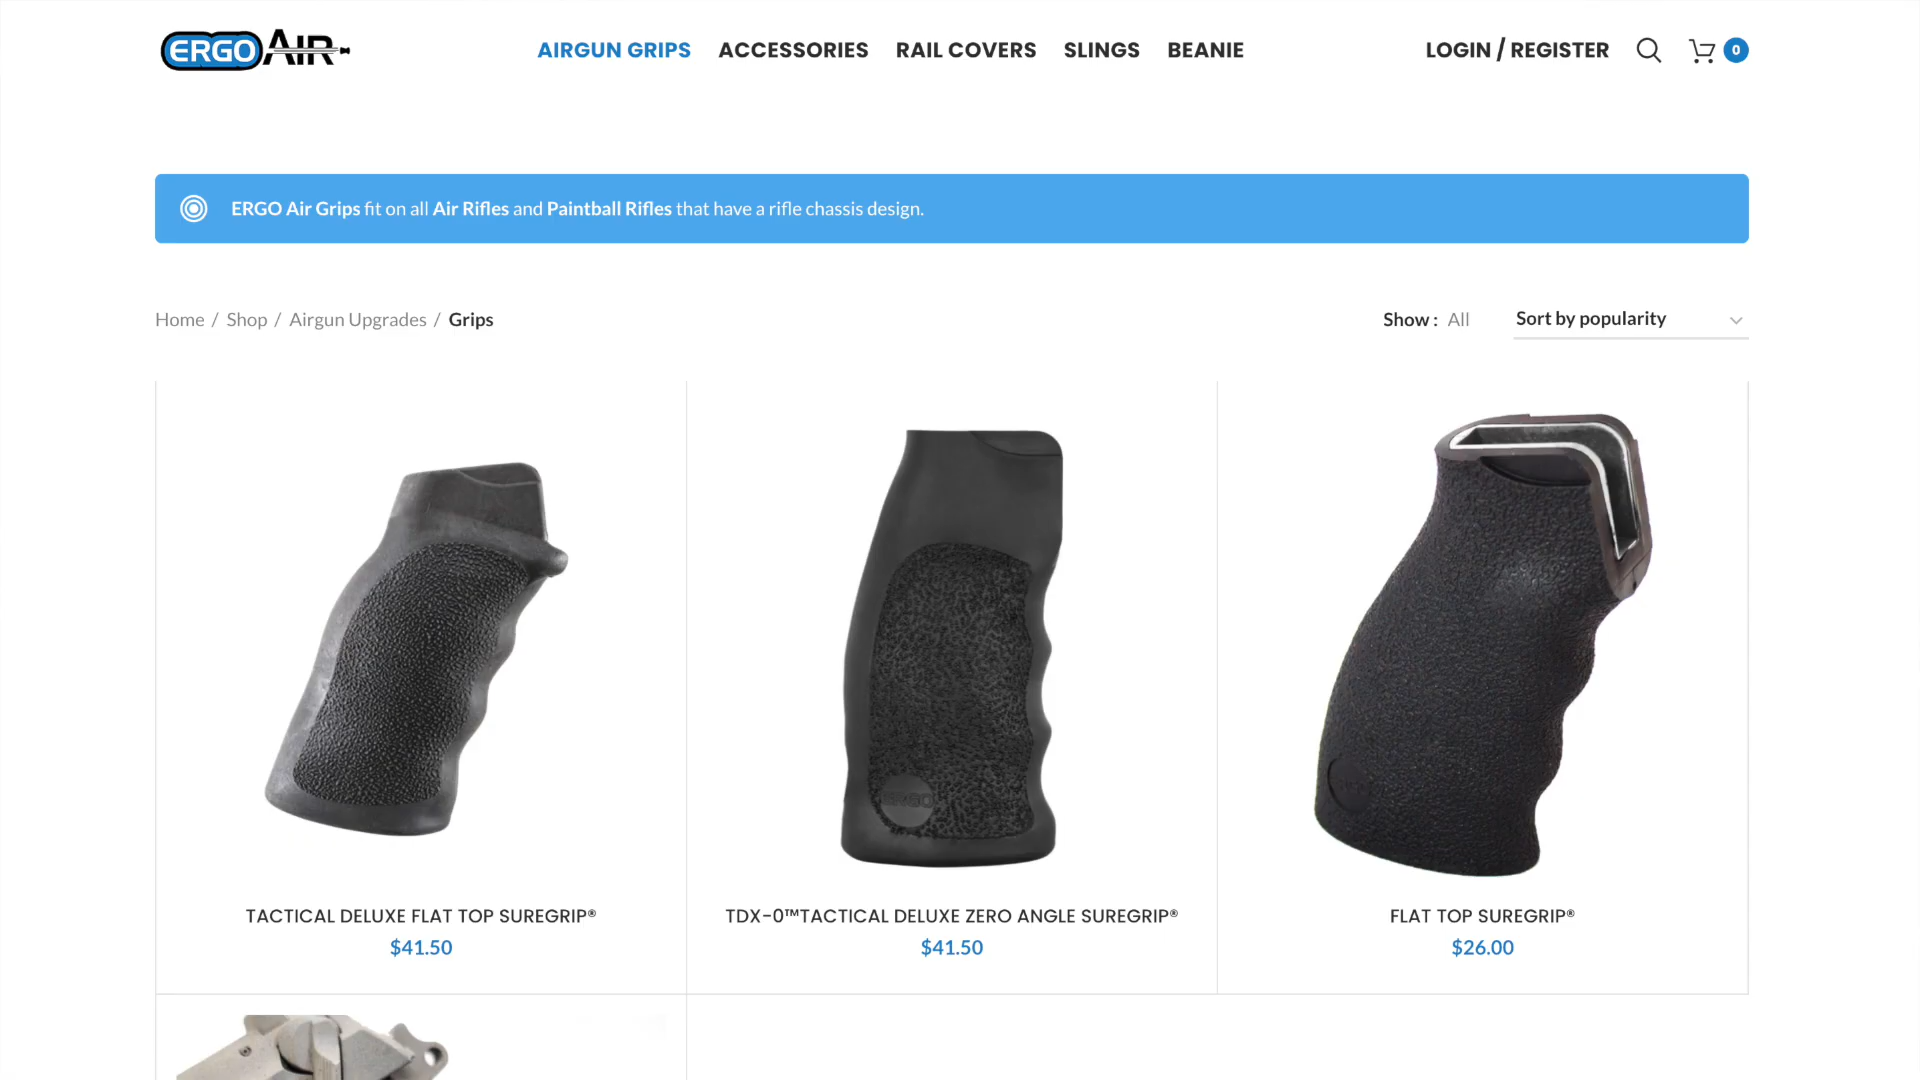 ERGO AIR
AIRGUN GRIPS ACCESSORIES RAIL COVERS SLINGS BEANIE
LOGIN / REGISTER 0
ERGO Air Grips fit on all Air Rifles and Paintball Rifles that have a rifle chassis design.
Home / Shop / Airgun Upgrades / Grips
Show : All Sort by popularity
ERGO
TACTICAL DELUXE FLAT TOP SUREGRIP®
$41.50
TDX-0™TACTICAL DELUXE ZERO ANGLE SUREGRIP®
$41.50
FLAT TOP SUREGRIP®
$26.00